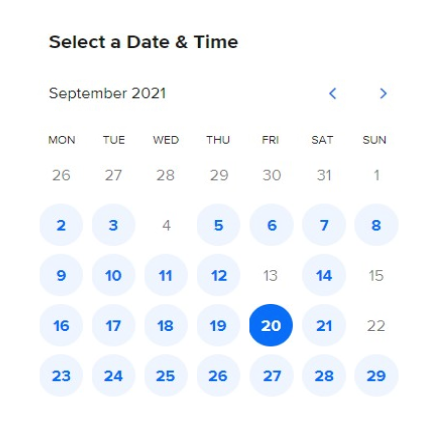 Select a Date & Time
September 2021
MON TUE WED THU FRI SAT SUN
26 27 28 29 30 31 1
2 3 4 5 6 7 8
9 10 11 12 13 14 15
16 17 18 19 20 21 22
23 24 25 26 27 28 29